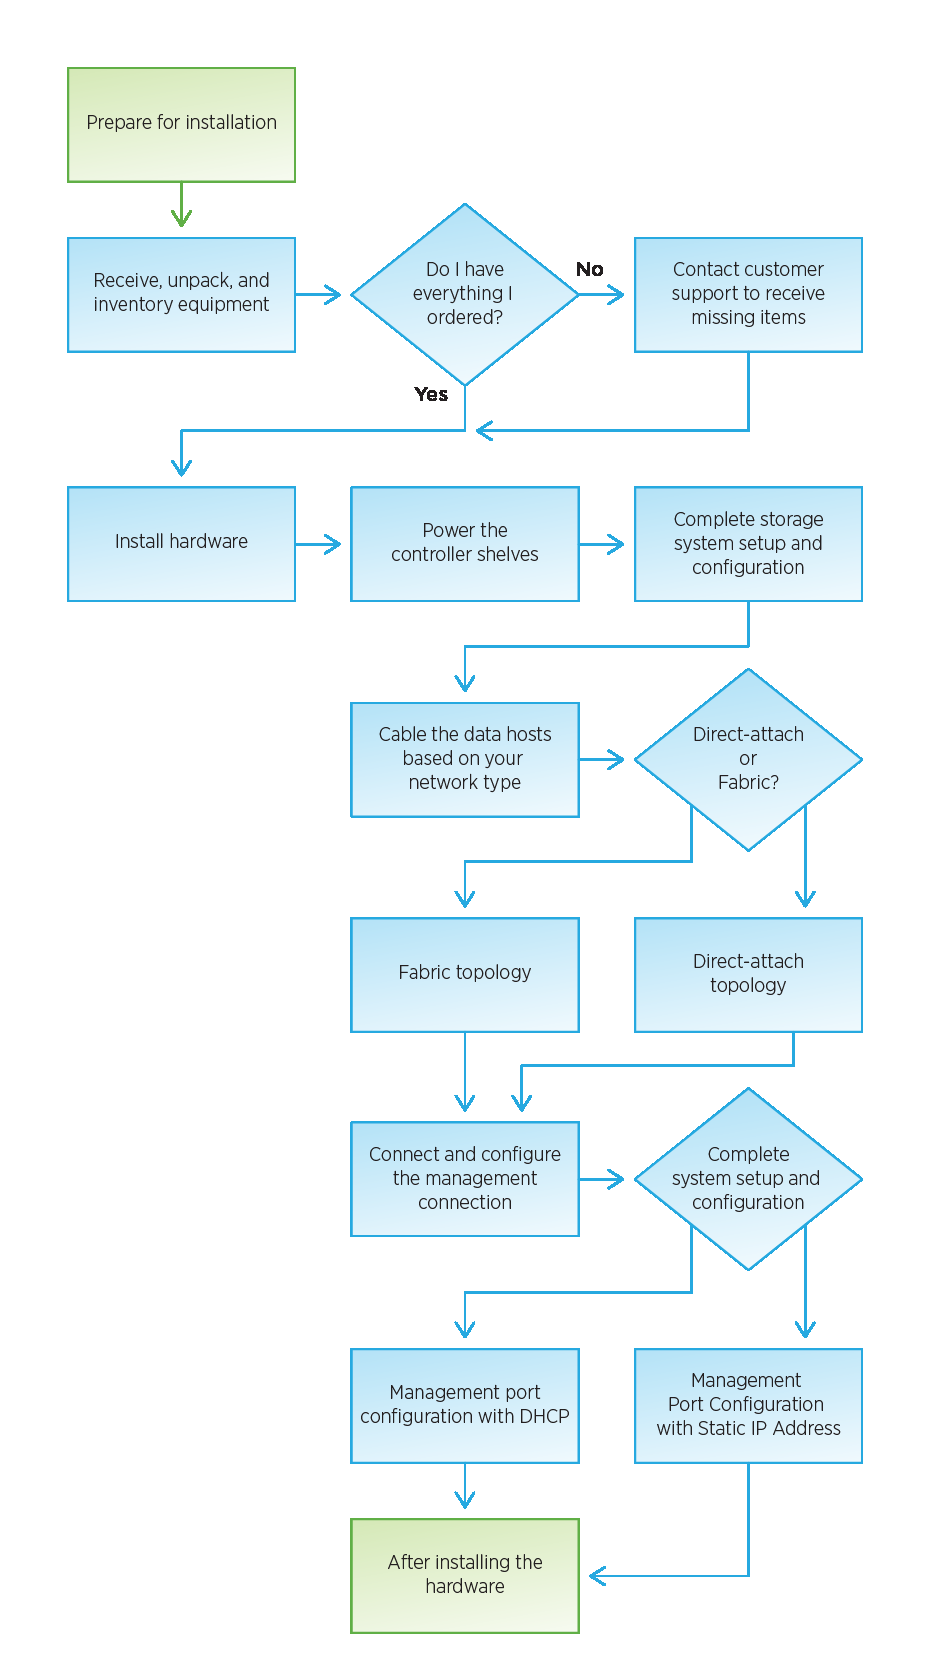 Prepare for installation
Receive, unpack, and
inventory equipment
Do I have
everything I
ordered?
No
Contact customer
support to receive
missing items
Yes
Install hardware
Power the
controller shelves
Complete storage
system setup and
configuration
Cable the data hosts
based on your
network type
Direct-attach
or
Fabric?
Fabric topology
Direct-attach
topology
Connect and configure
the management
connection
Complete
system setup and
configuration
Management port
configuration with DHCP
Management
Port Configuration
with Static IP Address
After installing the
hardware